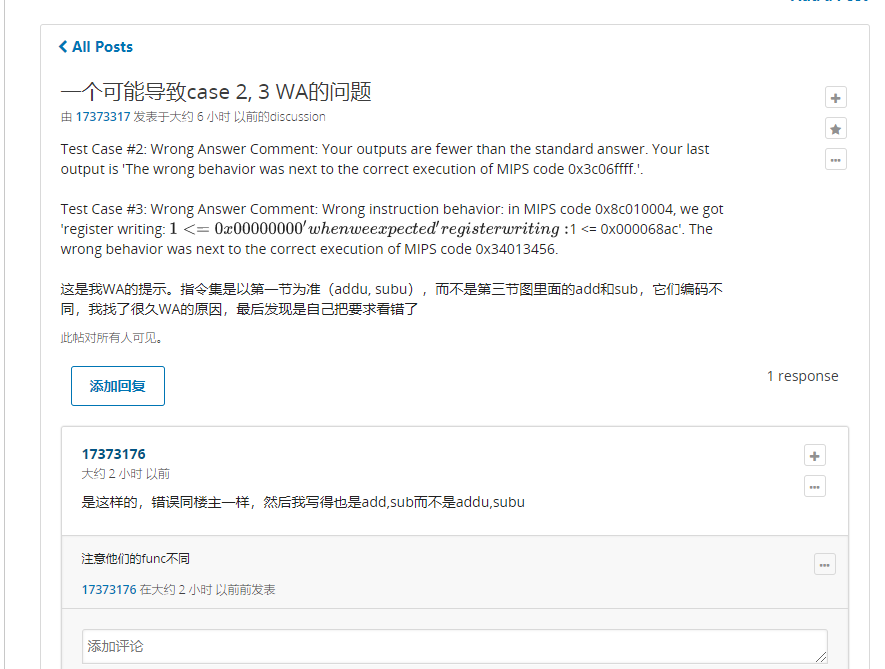 All Posts
一个可能导致case 2, 3 WA的问题
由 17373317 发表于大约 6 小时 以前的discussion
Test Case #2: Wrong Answer Comment: Your outputs are fewer than the standard answer. Your last
output is 'The wrong behavior was next to the correct execution of MIPS code 0x3c06ffff.'.
Test Case #3: Wrong Answer Comment: Wrong instruction behavior: in MIPS code 0x8c010004, we got
'register writing: 1 <= 0x00000000′whenweexpected′registerwriting :1 <= 0x000068ac'. The
wrong behavior was next to the correct execution of MIPS code 0x34013456.
这是我WA的提示。指令集是以第一节为准（addu, subu），而不是第三节图里面的add和sub，它们编码不
同，我找了很久WA的原因，最后发现是自己把要求看错了
此帖对所有人可见。
添加回复
1 response
17373176
大约 2 小时 以前
是这样的，错误同楼主一样，然后我写得也是add,sub而不是addu,subu
注意他们的func不同
17373176 在大约 2 小时 以前前发表
添加评论